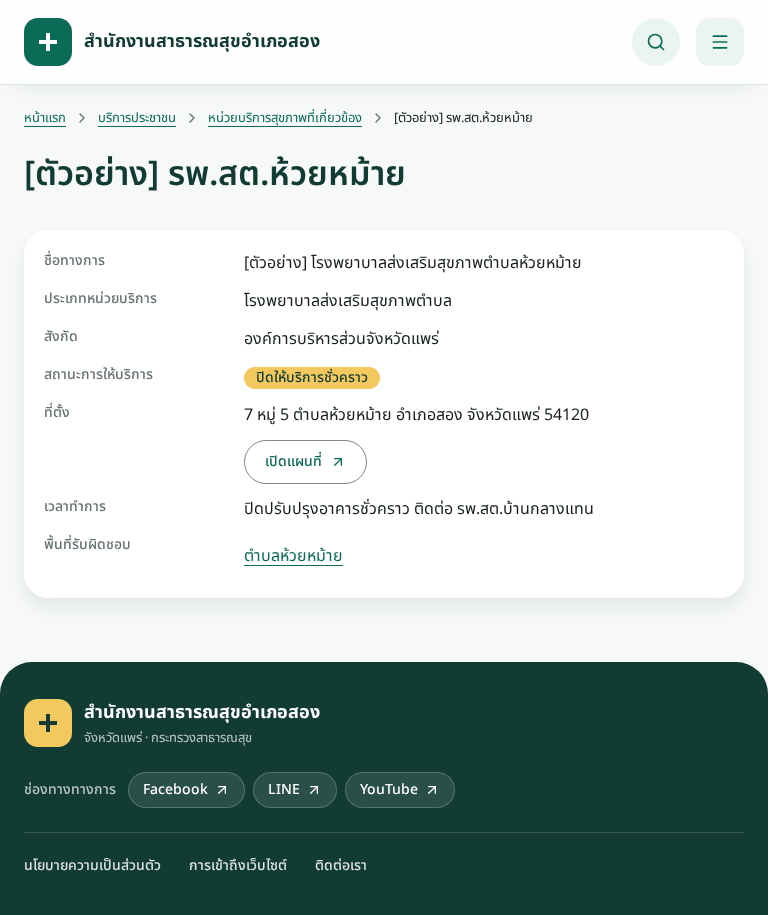 สำนักงานสาธารณสุขอำเภอสอง
หน้าแรก บริการประชาชน หน่วยบริการสุขภาพที่เกี่ยวข้อง [ตัวอย่าง] รพ.สต.ห้วยหม้าย
[ตัวอย่าง] รพ.สต.ห้วยหม้าย
ชื่อทางการ [ตัวอย่าง] โรงพยาบาลส่งเสริมสุขภาพตำบลห้วยหม้าย
ประเภทหน่วยบริการ โรงพยาบาลส่งเสริมสุขภาพตำบล
สังกัด องค์การบริหารส่วนจังหวัดแพร่
สถานะการให้บริการ ปิดให้บริการชั่วคราว
ที่ตั้ง 7 หมู่ 5 ตำบลห้วยหม้าย อำเภอสอง จังหวัดแพร่ 54120
เปิดแผนที่
เวลาทำการ ปิดปรับปรุงอาคารชั่วคราว ติดต่อ รพ.สต.บ้านกลางแทน
พื้นที่รับผิดชอบ ตำบลห้วยหม้าย
สำนักงานสาธารณสุขอำเภอสอง
จังหวัดแพร่ · กระทรวงสาธารณสุข
ช่องทางทางการ Facebook LINE YouTube
นโยบายความเป็นส่วนตัว การเข้าถึงเว็บไซต์ ติดต่อเรา